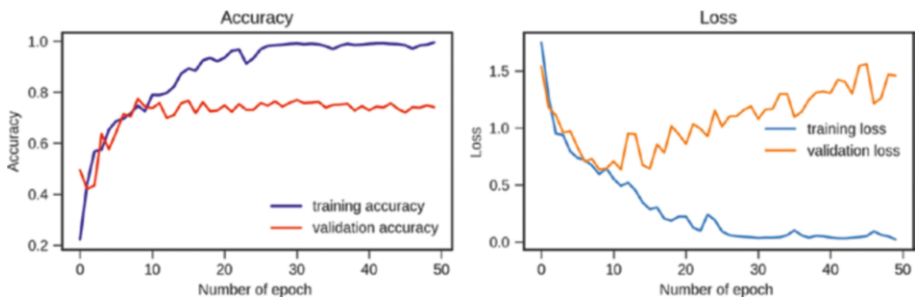 Accuracy
1.0
0.8
0.6
0.4
0.2
Accuracy
training accuracy
validation accuracy
0 10 20 30 40 50
Number of epoch
Loss
1.5
1.0
0.5
0.0
Loss
training loss
validation loss
0 10 20 30 40 50
Number of epoch